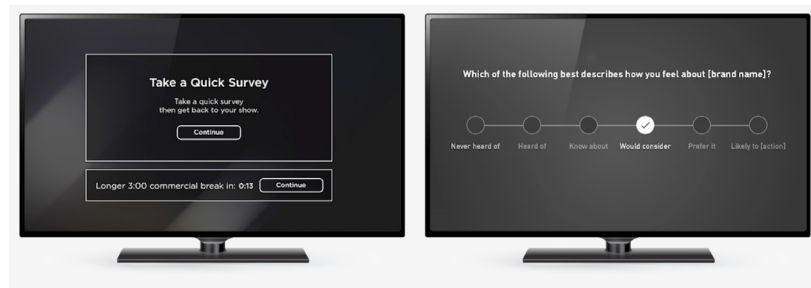 Take a Quick Survey
Take a quick survey
then get back to your show.
Continue
Longer 3:00 commercial break in: 0:13 Continue
Which of the following best describes how you feel about [brand name]?
Never heard of Heard of Know about Would consider Prefer it Likely to [action]